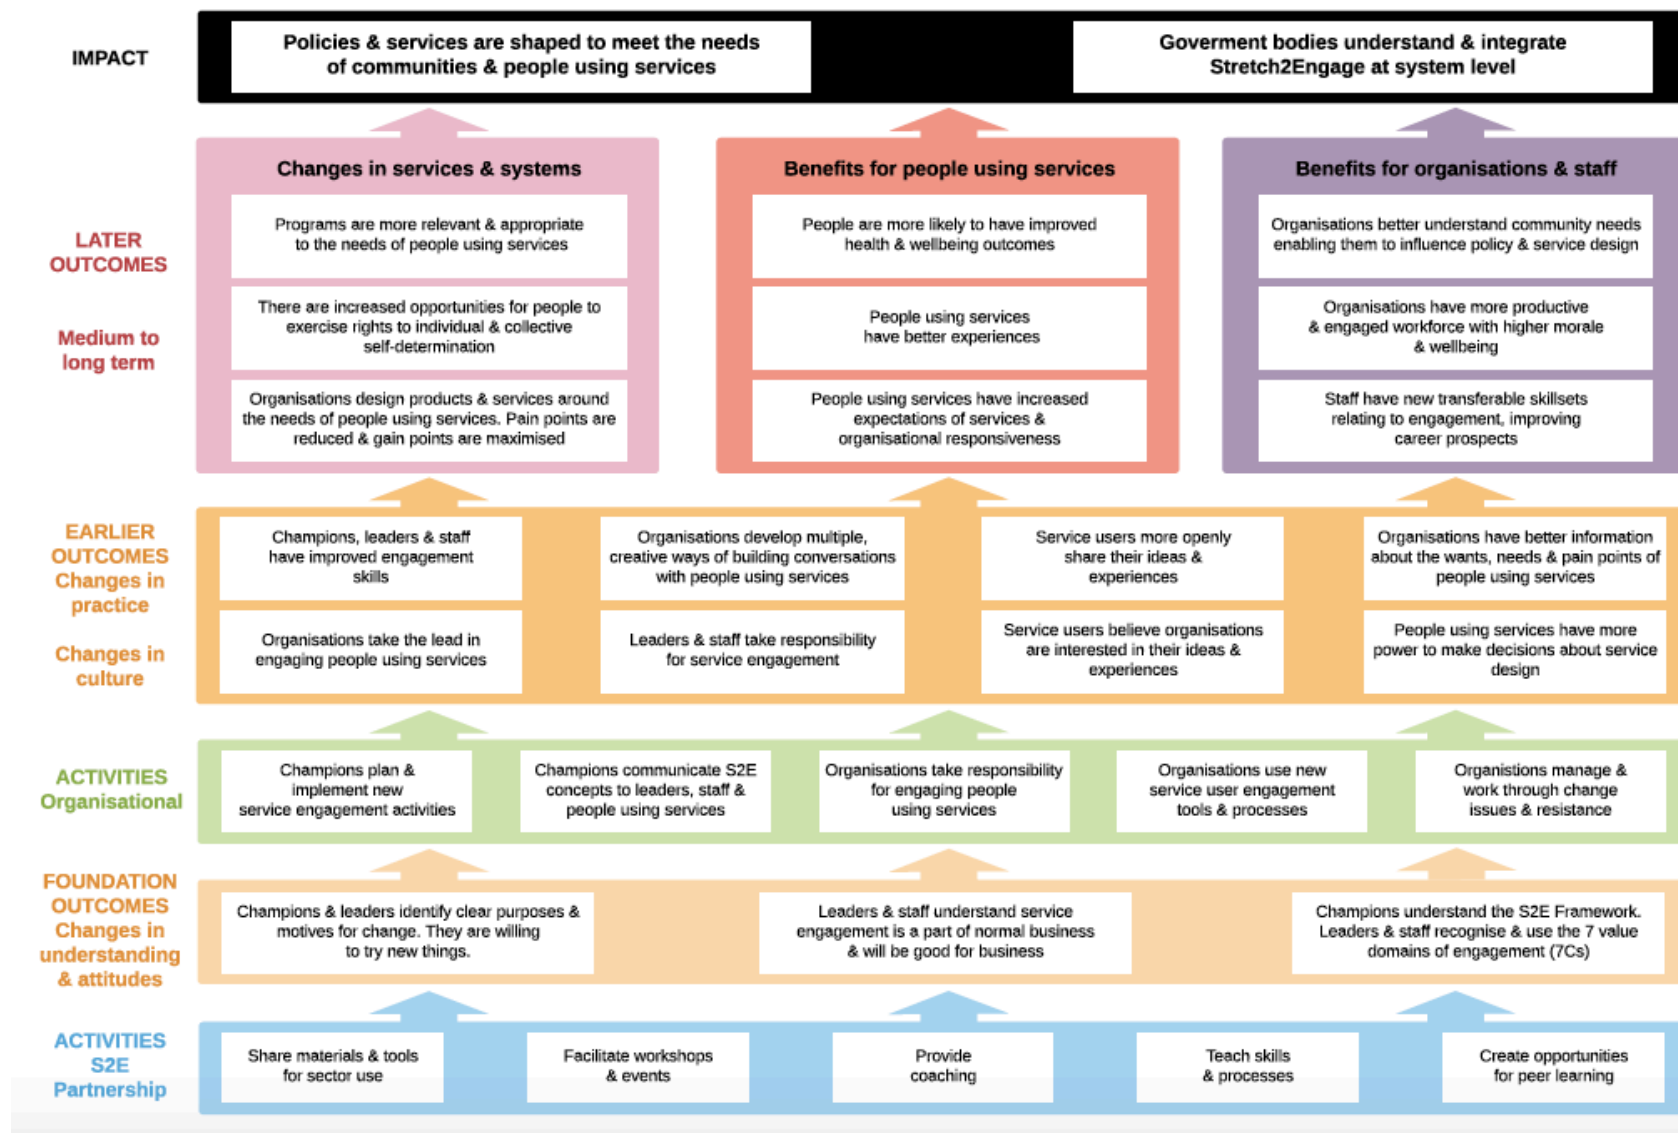 IMPACT
Policies & services are shaped to meet the needs
of communities & people using services
Goverment bodies understand & integrate
Stretch2Engage at system level
LATER
OUTCOMES
Medium to
long term
Changes in services & systems
Programs are more relevant & appropriate
to the needs of people using services
There are increased opportunities for people to
exercise rights to individual & collective
self-determination
Organisations design products & services around
the needs of people using services. Pain points are
reduced & gain points are maximised
Benefits for people using services
People are more likely to have improved
health & wellbeing outcomes
People using services
have better experiences
People using services have increased
expectations of services &
organisational responsiveness
Benefits for organisations & staff
Organisations better understand community needs
enabling them to influence policy & service design
Organisations have more productive
& engaged workforce with higher morale
& wellbeing
Staff have new transferable skillsets
relating to engagement, improving
career prospects
EARLIER
OUTCOMES
Changes in
practice
Changes in
culture
Champions, leaders & staff
have improved engagement
skills
Organisations develop multiple,
creative ways of building conversations
with people using services
Service users more openly
share their ideas &
experiences
Organisations have better information
about the wants, needs & pain points of
people using services
Organisations take the lead in
engaging people using services
Leaders & staff take responsibility
for service engagement
Service users believe organisations
are interested in their ideas &
experiences
People using services have more
power to make decisions about service
design
ACTIVITIES
Organisational
Champions plan &
implement new
service engagement activities
Champions communicate S2E
concepts to leaders, staff &
people using services
Organisations take responsibility
for engaging people
using services
Organisations use new
service user engagement
tools & processes
Organistions manage &
work through change
issues & resistance
FOUNDATION
OUTCOMES
Changes in
understanding
& attitudes
Champions & leaders identify clear purposes &
motives for change. They are willing
to try new things.
Leaders & staff understand service
engagement is a part of normal business
& will be good for business
Champions understand the S2E Framework.
Leaders & staff recognise & use the 7 value
domains of engagement (7Cs)
ACTIVITIES
S2E
Partnership
Share materials & tools
for sector use
Facilitate workshops
& events
Provide
coaching
Teach skills
& processes
Create opportunities
for peer learning